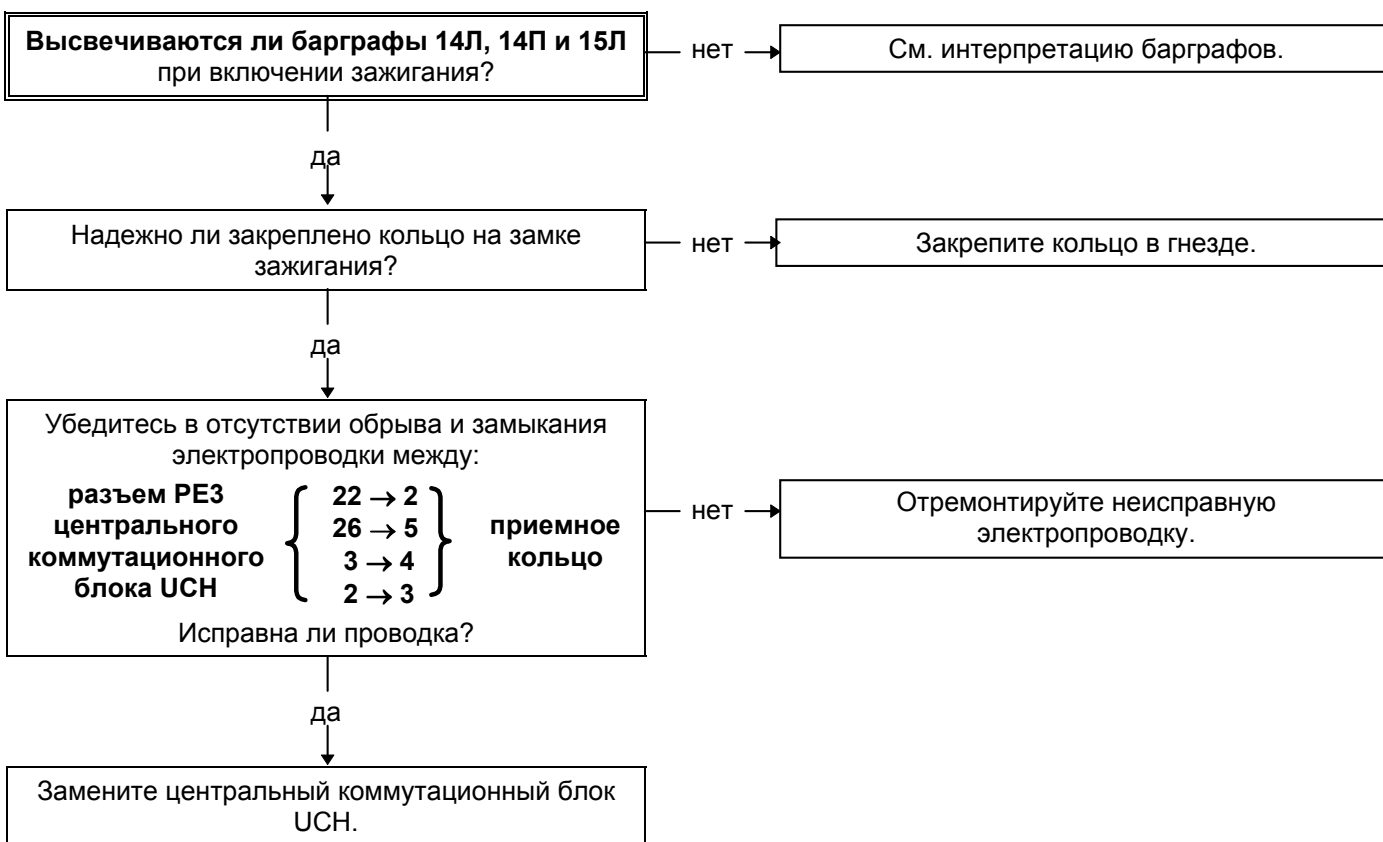 Высвечиваются ли барграфы 14Л, 14П и 15Л
при включении зажигания?
нет
См. интерпретацию барграфов.
да
Надежно ли закреплено кольцо на замке
зажигания?
нет
Закрепите кольцо в гнезде.
да
Убедитесь в отсутствии обрыва и замыкания
электропроводки между:
разъем PE3
центрального
коммутационного
блока UCH
22 → 2
26 → 5
3 → 4
2 → 3
приемное
кольцо
Исправна ли проводка?
нет
Отремонтируйте неисправную
электропроводку.
да
Замените центральный коммутационный блок
UCH.